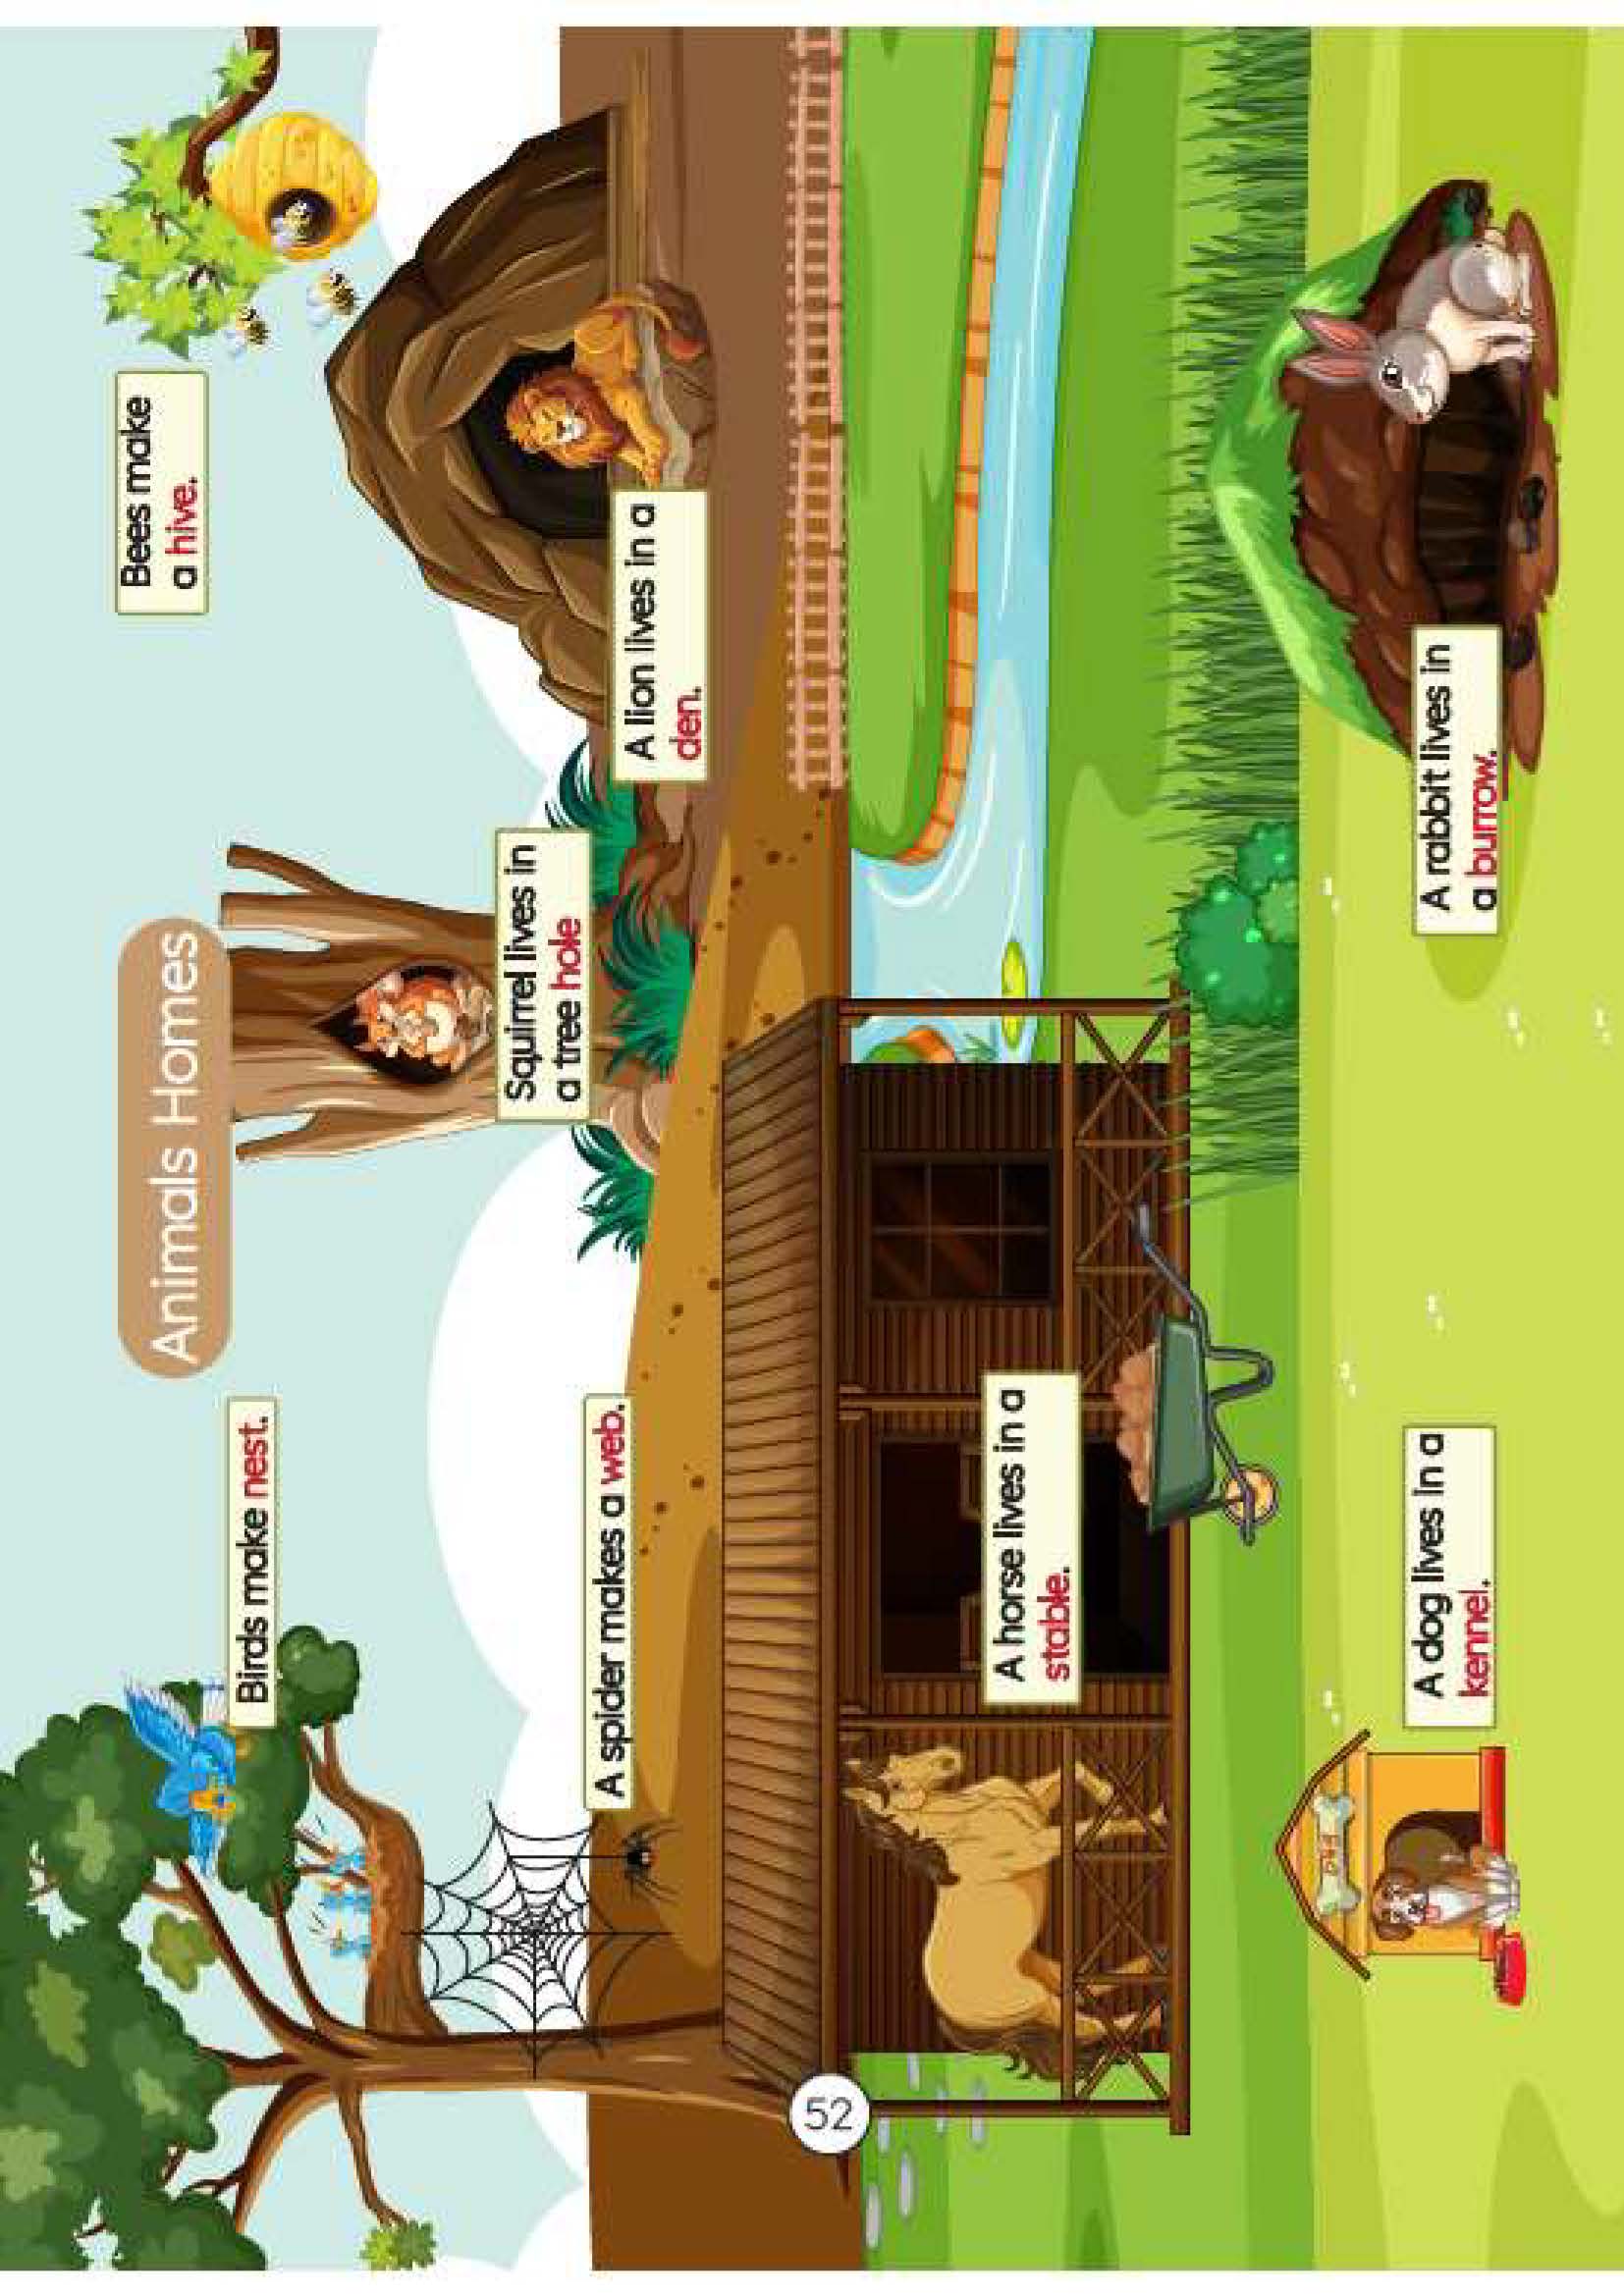 Animals Homes
Birds make nest.
Bees make
a hive.
Squirrel lives in
a tree hole
A spider makes a web.
A lion lives in a
den.
A horse lives in a
stable.
A dog lives in a
kennel.
A rabbit lives in
a burrow.
52